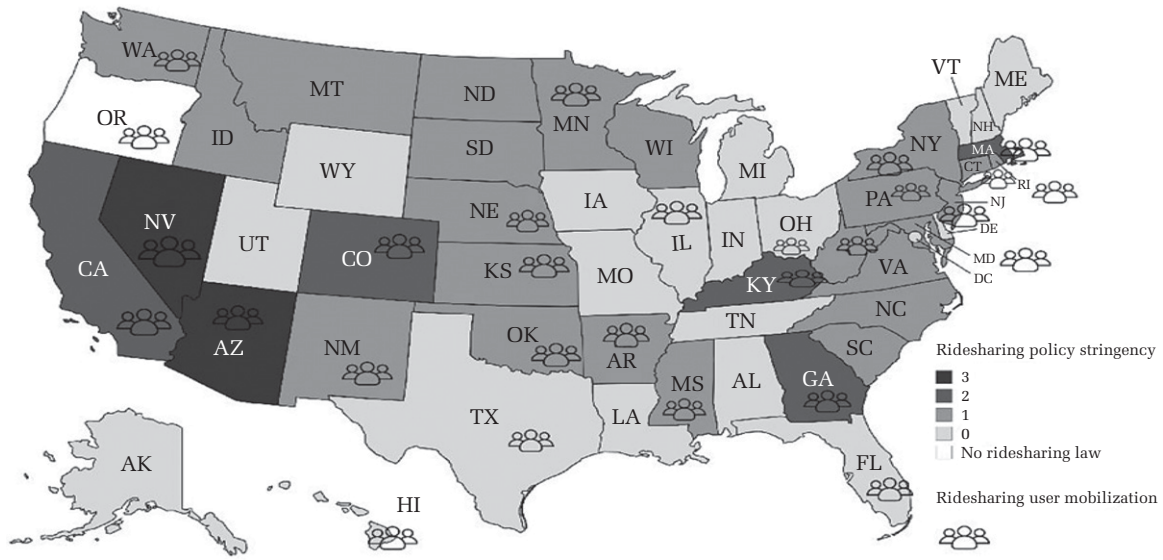 WA
OR
MT
ID
WY
ND
SD
NE
KS
MN
WI
IA
MO
IL
IN
MI
OH
NY
PA
VT
NH
ME
MA
CT
RI
NJ
DE
MD
DC
VA
NC
SC
KY
TN
NV
UT
CO
CA
AZ
NM
OK
AR
TX
LA
MS
AL
GA
FL
AK
HI
Ridesharing policy stringency
3
2
1
0
No ridesharing law
Ridesharing user mobilization